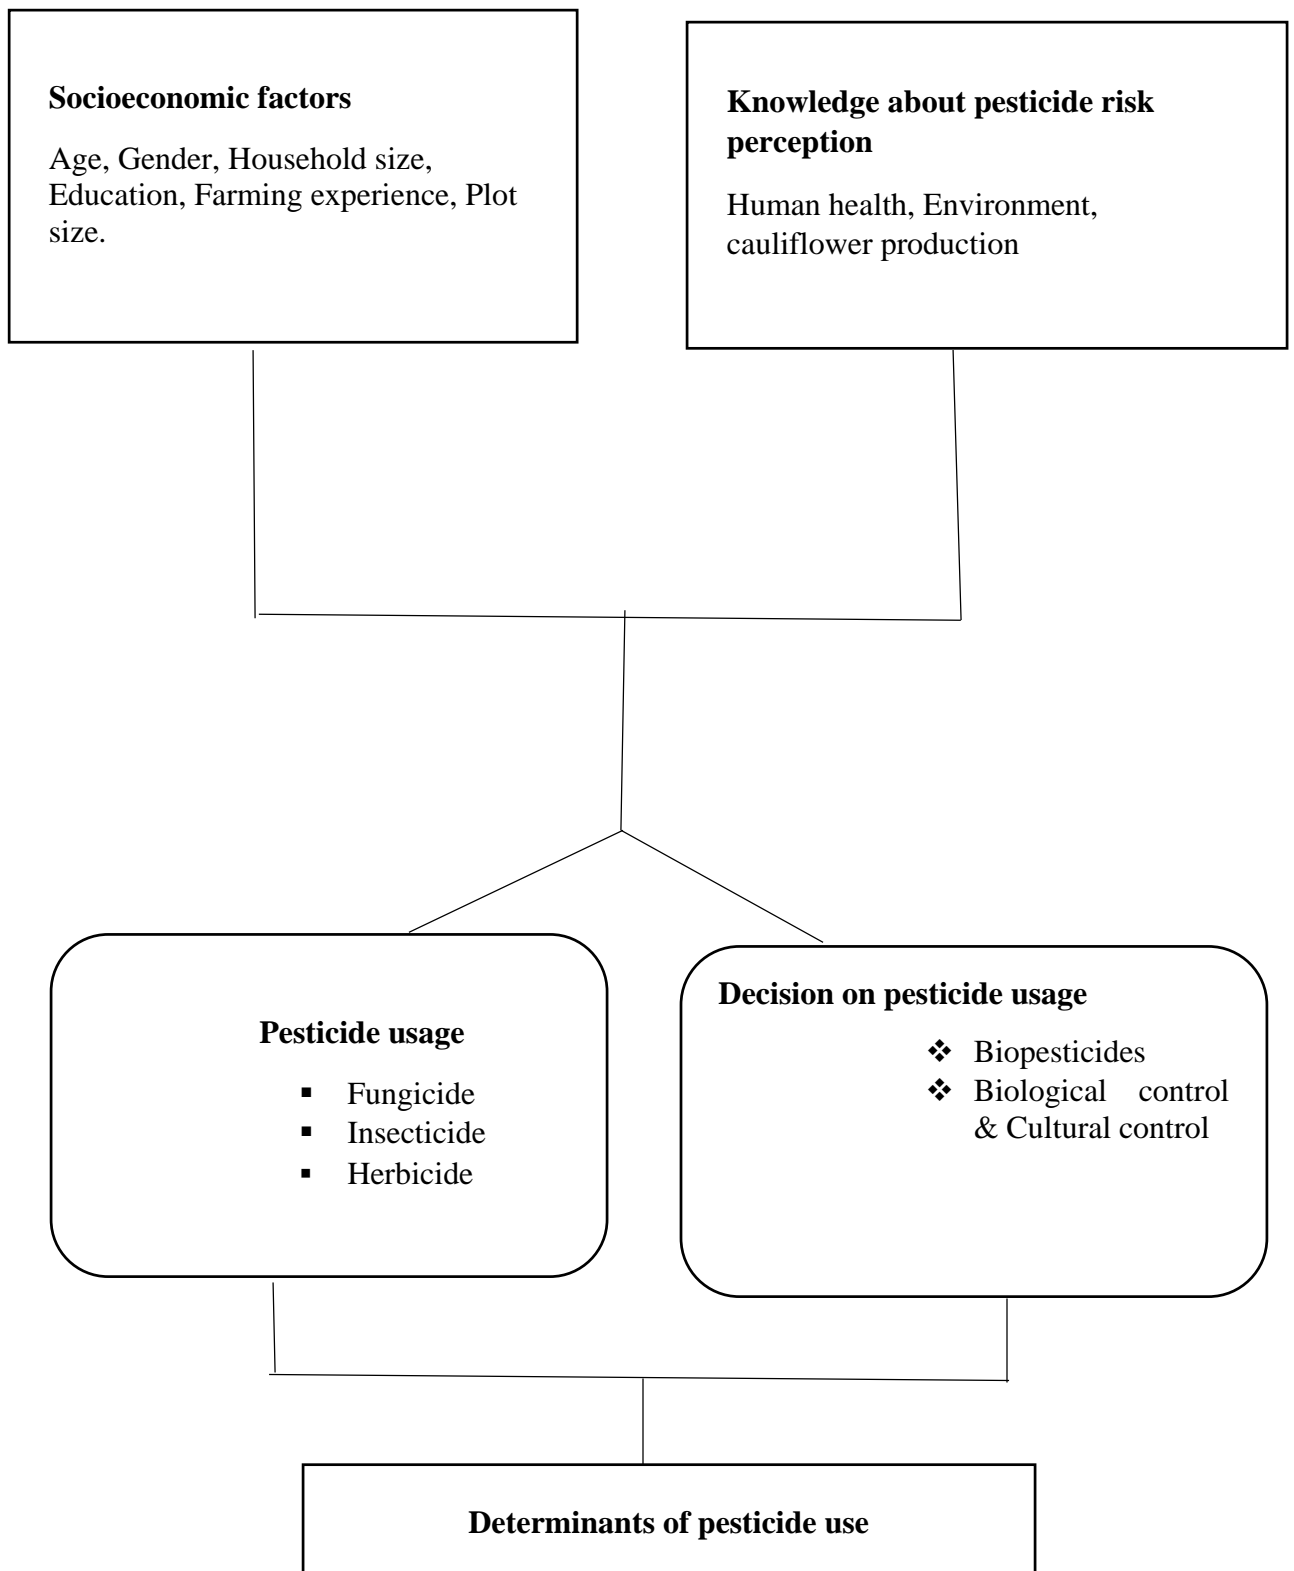 Socioeconomic factors
Age, Gender, Household size,
Education, Farming experience, Plot
size.
Knowledge about pesticide risk
perception
Human health, Environment,
cauliflower production
Pesticide usage
▪ Fungicide
▪ Insecticide
▪ Herbicide
Decision on pesticide usage
❖ Biopesticides
❖ Biological control
& Cultural control
Determinants of pesticide use